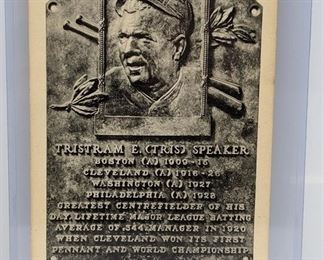 TRISTRAM E. (TRIS) SPEAKER
BOSTON (A) 1909-15
CLEVELAND (A) 1916-26
WASHINGTON (A) 1927
PHILADELPHIA (A) 1928
GREATEST CENTREFIELDER OF HIS
DAY. LIFETIME MAJOR LEAGUE BATTING
AVERAGE OF .344 MANAGER IN 1920
WHEN CLEVELAND WON ITS FIRST
PENNANT AND WORLD CHAMPIONSHIP.